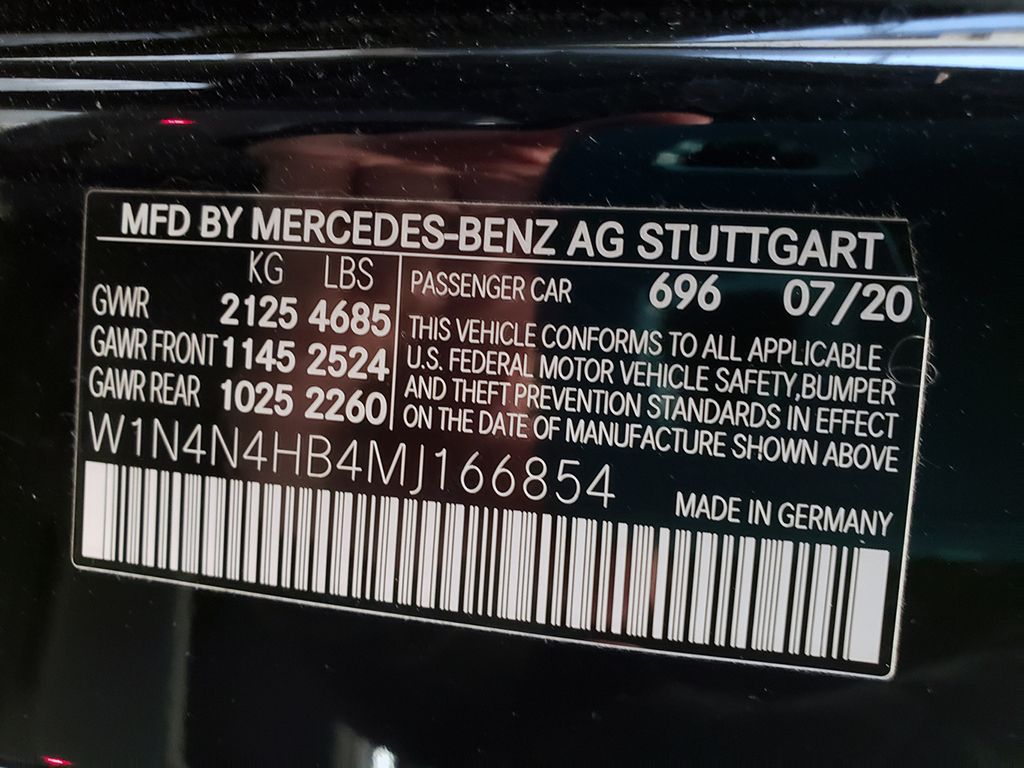 MFD BY MERCEDES-BENZ AG STUTTGART
KG LBS
GVWR 2125 4685
GAWR FRONT 1145 2524
GAWR REAR 1025 2260
PASSENGER CAR 696 07/20
THIS VEHICLE CONFORMS TO ALL APPLICABLE
U.S. FEDERAL MOTOR VEHICLE SAFETY,BUMPER
AND THEFT PREVENTION STANDARDS IN EFFECT
ON THE DATE OF MANUFACTURE SHOWN ABOVE
W1N4N4HB4MJ166854
MADE IN GERMANY